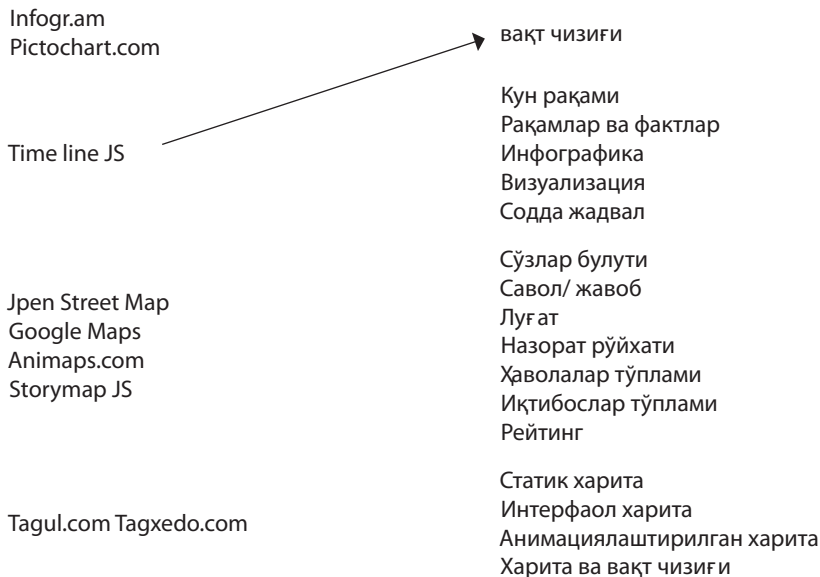 Infogr.am
Pictochart.com
вақт чизиғи
Time line JS
Кун рақами
Рақамлар ва фактлар
Инфографика
Визуализация
Содда жадвал
Jpen Street Map
Google Maps
Animaps.com
Storymap JS
Сўзлар булути
Савол/ жавоб
Луғат
Назорат рўйхати
Ҳаволалар тўплами
Иқтибослар тўплами
Рейтинг
Tagul.com Tagxedo.com
Статик харита
Интерфаол харита
Анимациялаштирилган харита
Харита ва вақт чизиғи